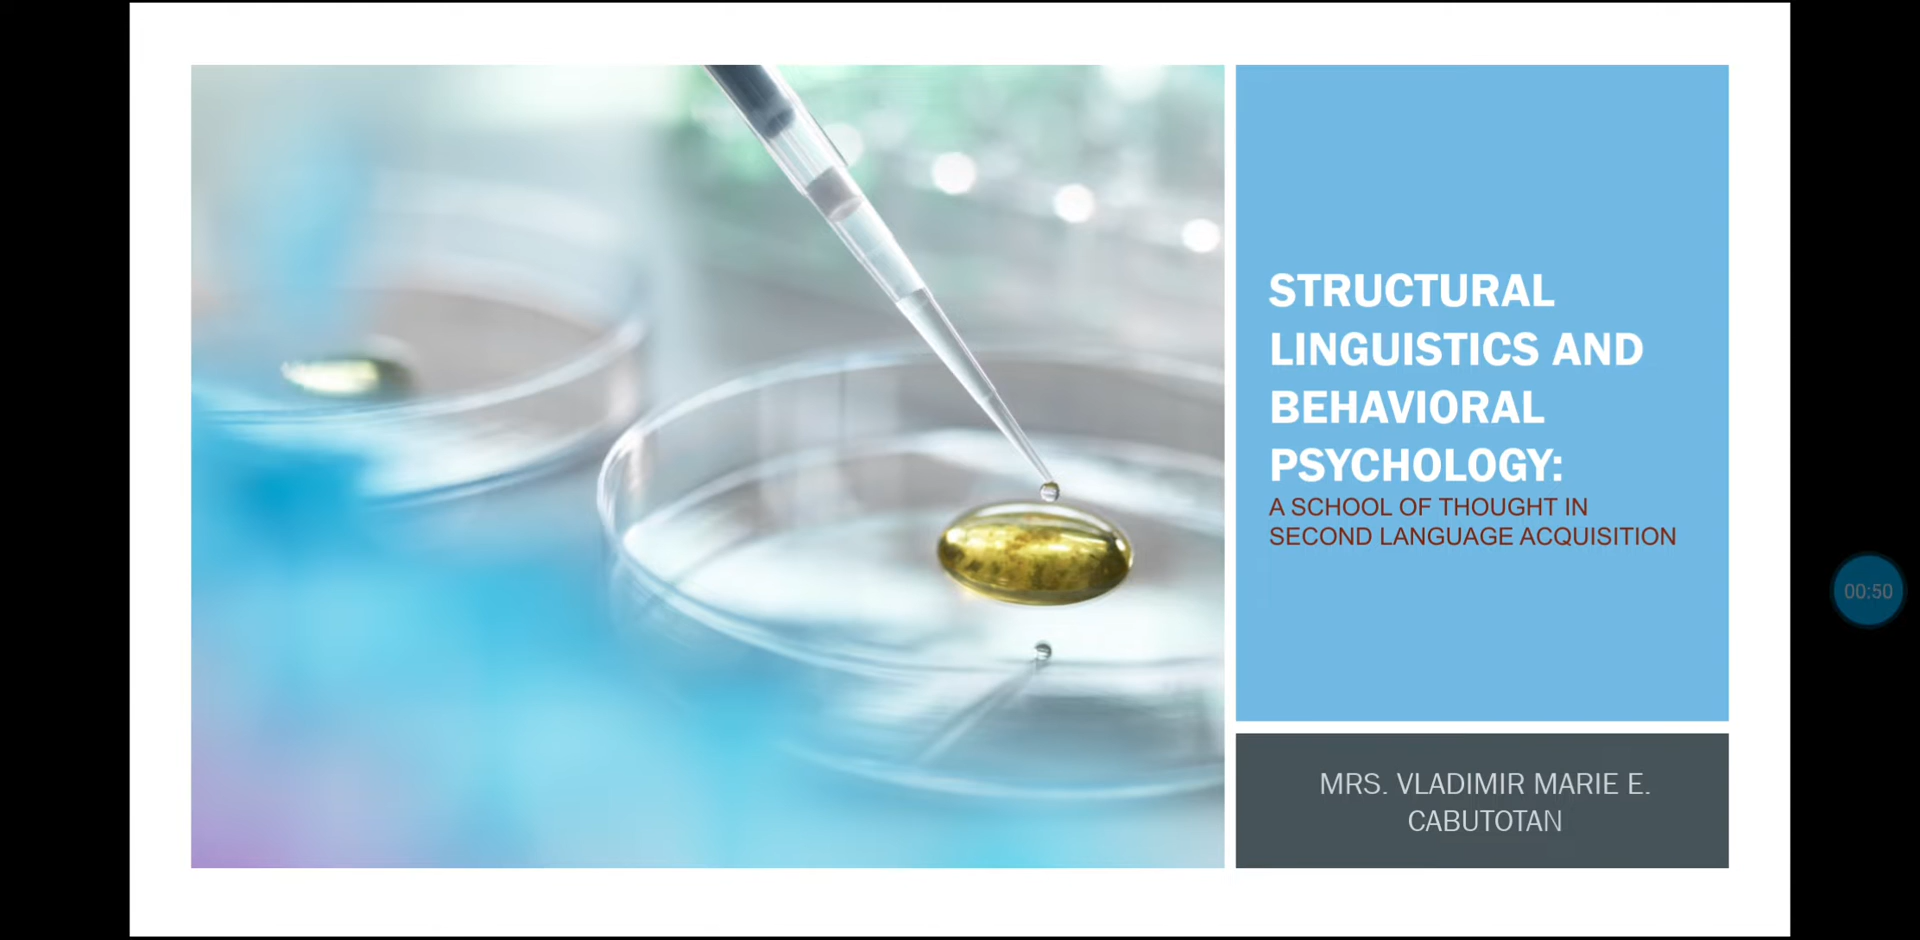 STRUCTURAL
LINGUISTICS AND
BEHAVIORAL
PSYCHOLOGY:
A SCHOOL OF THOUGHT IN
SECOND LANGUAGE ACQUISITION
00:50
MRS. VLADIMIR MARIE E.
CABUTOTAN